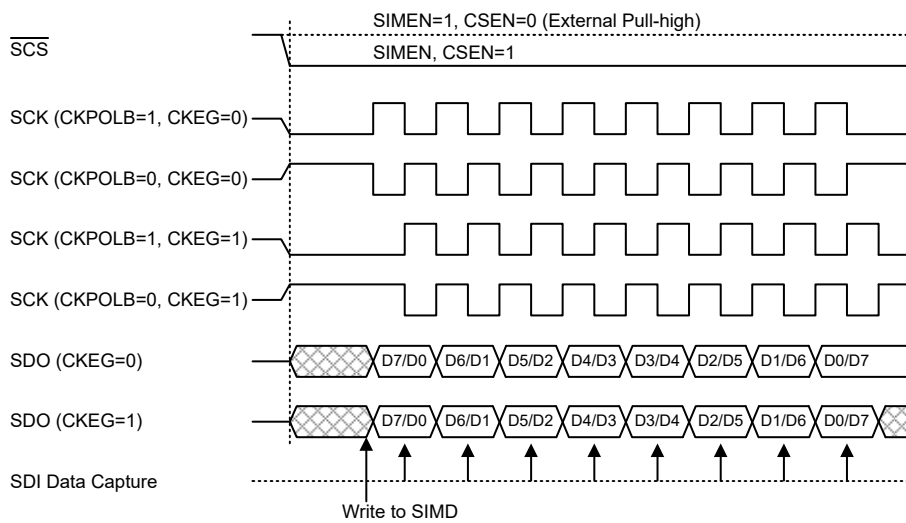 SIMEN=1, CSEN=0 (External Pull-high)
SCS
SIMEN, CSEN=1
SCK (CKPOLB=1, CKEG=0)
SCK (CKPOLB=0, CKEG=0)
SCK (CKPOLB=1, CKEG=1)
SCK (CKPOLB=0, CKEG=1)
SDO (CKEG=0) D7/D0 D6/D1 D5/D2 D4/D3 D3/D4 D2/D5 D1/D6 D0/D7
SDO (CKEG=1) D7/D0 D6/D1 D5/D2 D4/D3 D3/D4 D2/D5 D1/D6 D0/D7
SDI Data Capture
Write to SIMD